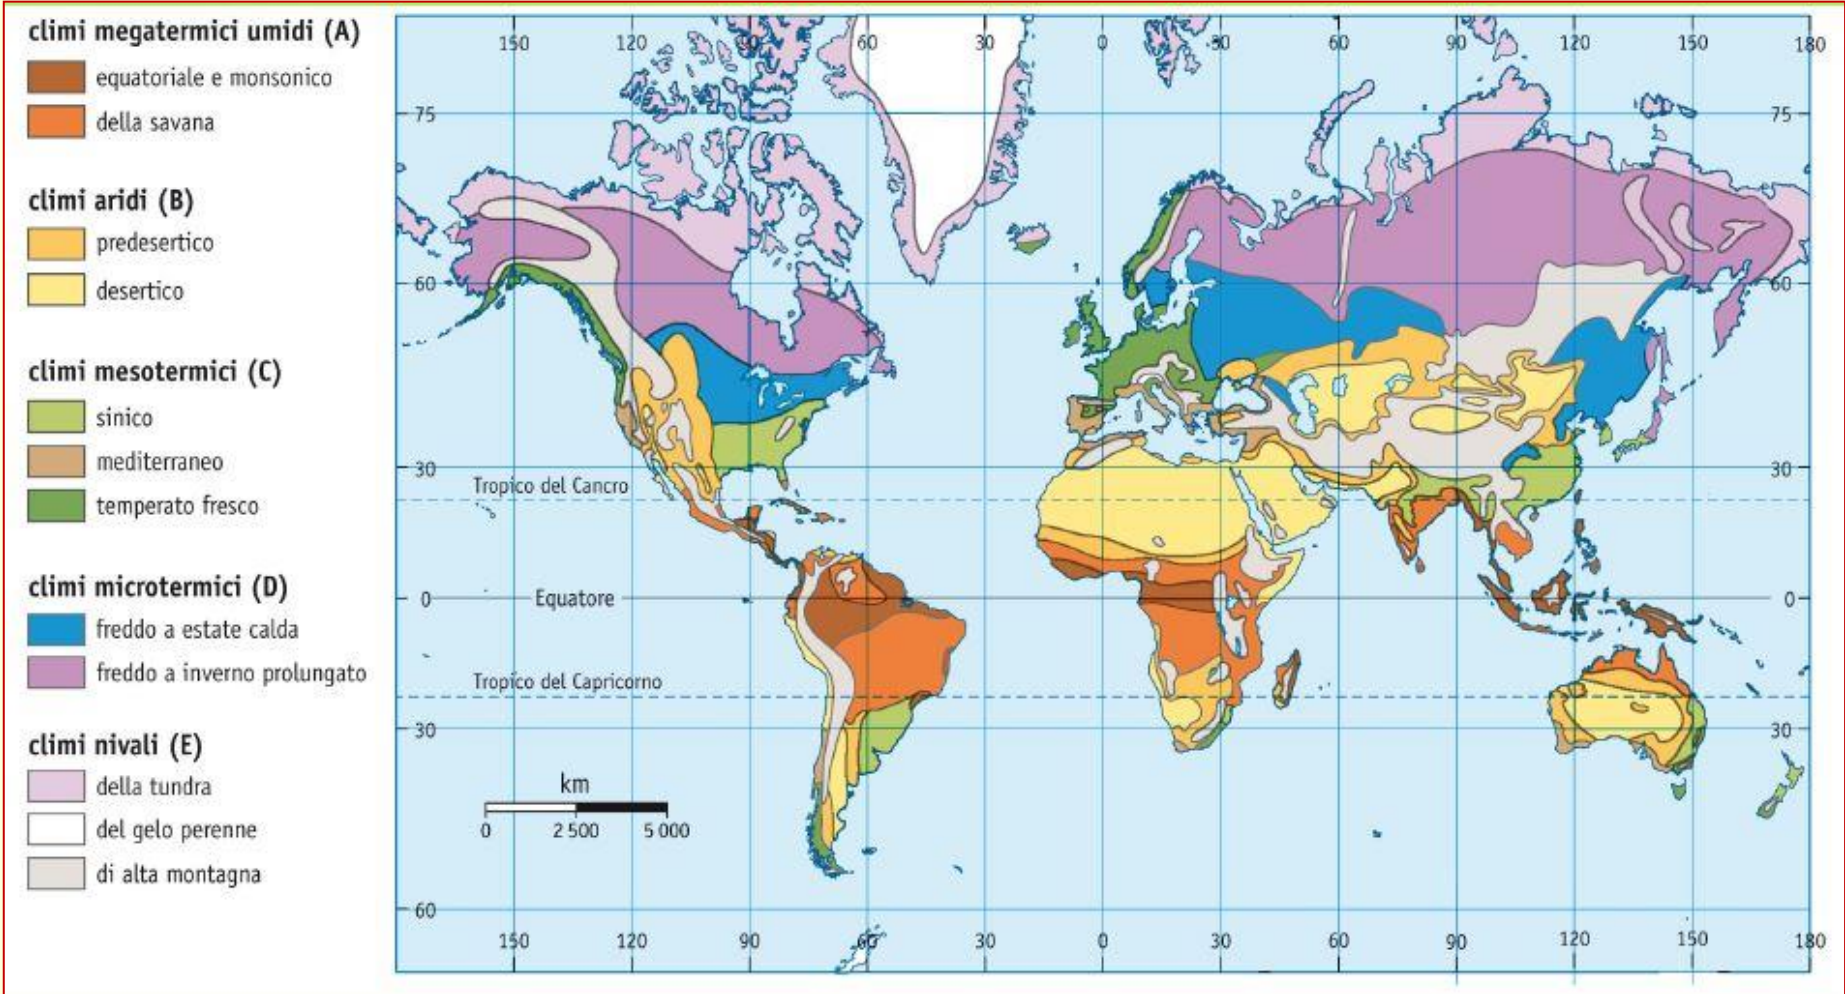 climi megatermici umidi (A)
equatoriale e monsonico
della savana
climi aridi (B)
predesertico
desertico
climi mesotermici (C)
sinico
mediterraneo
temperato fresco
climi microtermici (D)
freddo a estate calda
freddo a inverno prolungato
climi nivali (E)
della tundra
del gelo perenne
di alta montagna
150 120 90 60 30 0 30 60 90 120 150 180
75 75
60 60
30 30
Tropico del Cancro
0 Equatore 0
Tropico del Capricorno
30 30
km
0 2 500 5 000
60
150 120 90 60 30 0 30 60 90 120 150 180